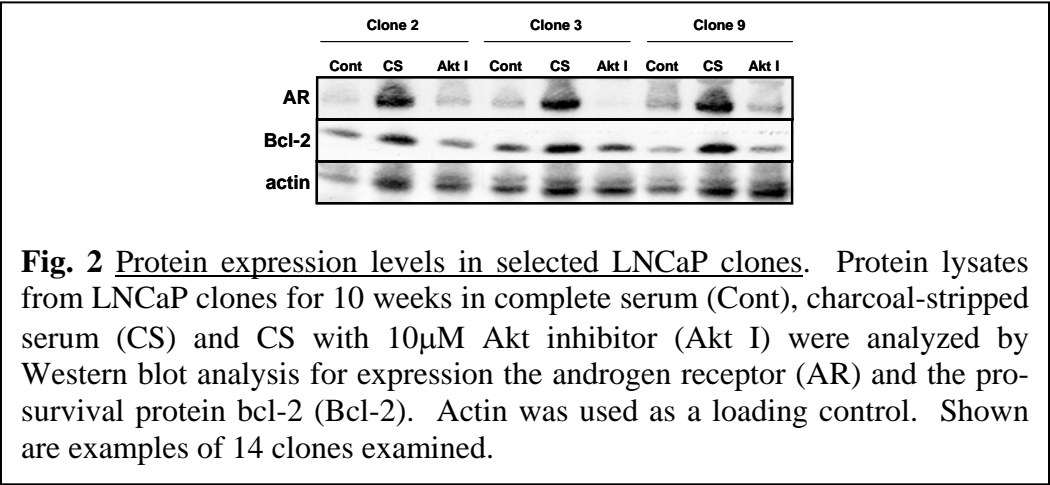 Clone 2 Clone 3 Clone 9
Cont CS Akt I Cont CS Akt I Cont CS Akt I
AR
Bcl-2
actin
Fig. 2 Protein expression levels in selected LNCaP clones. Protein lysates
from LNCaP clones for 10 weeks in complete serum (Cont), charcoal-stripped
serum (CS) and CS with 10μM Akt inhibitor (Akt I) were analyzed by
Western blot analysis for expression the androgen receptor (AR) and the pro-
survival protein bcl-2 (Bcl-2). Actin was used as a loading control. Shown
are examples of 14 clones examined.